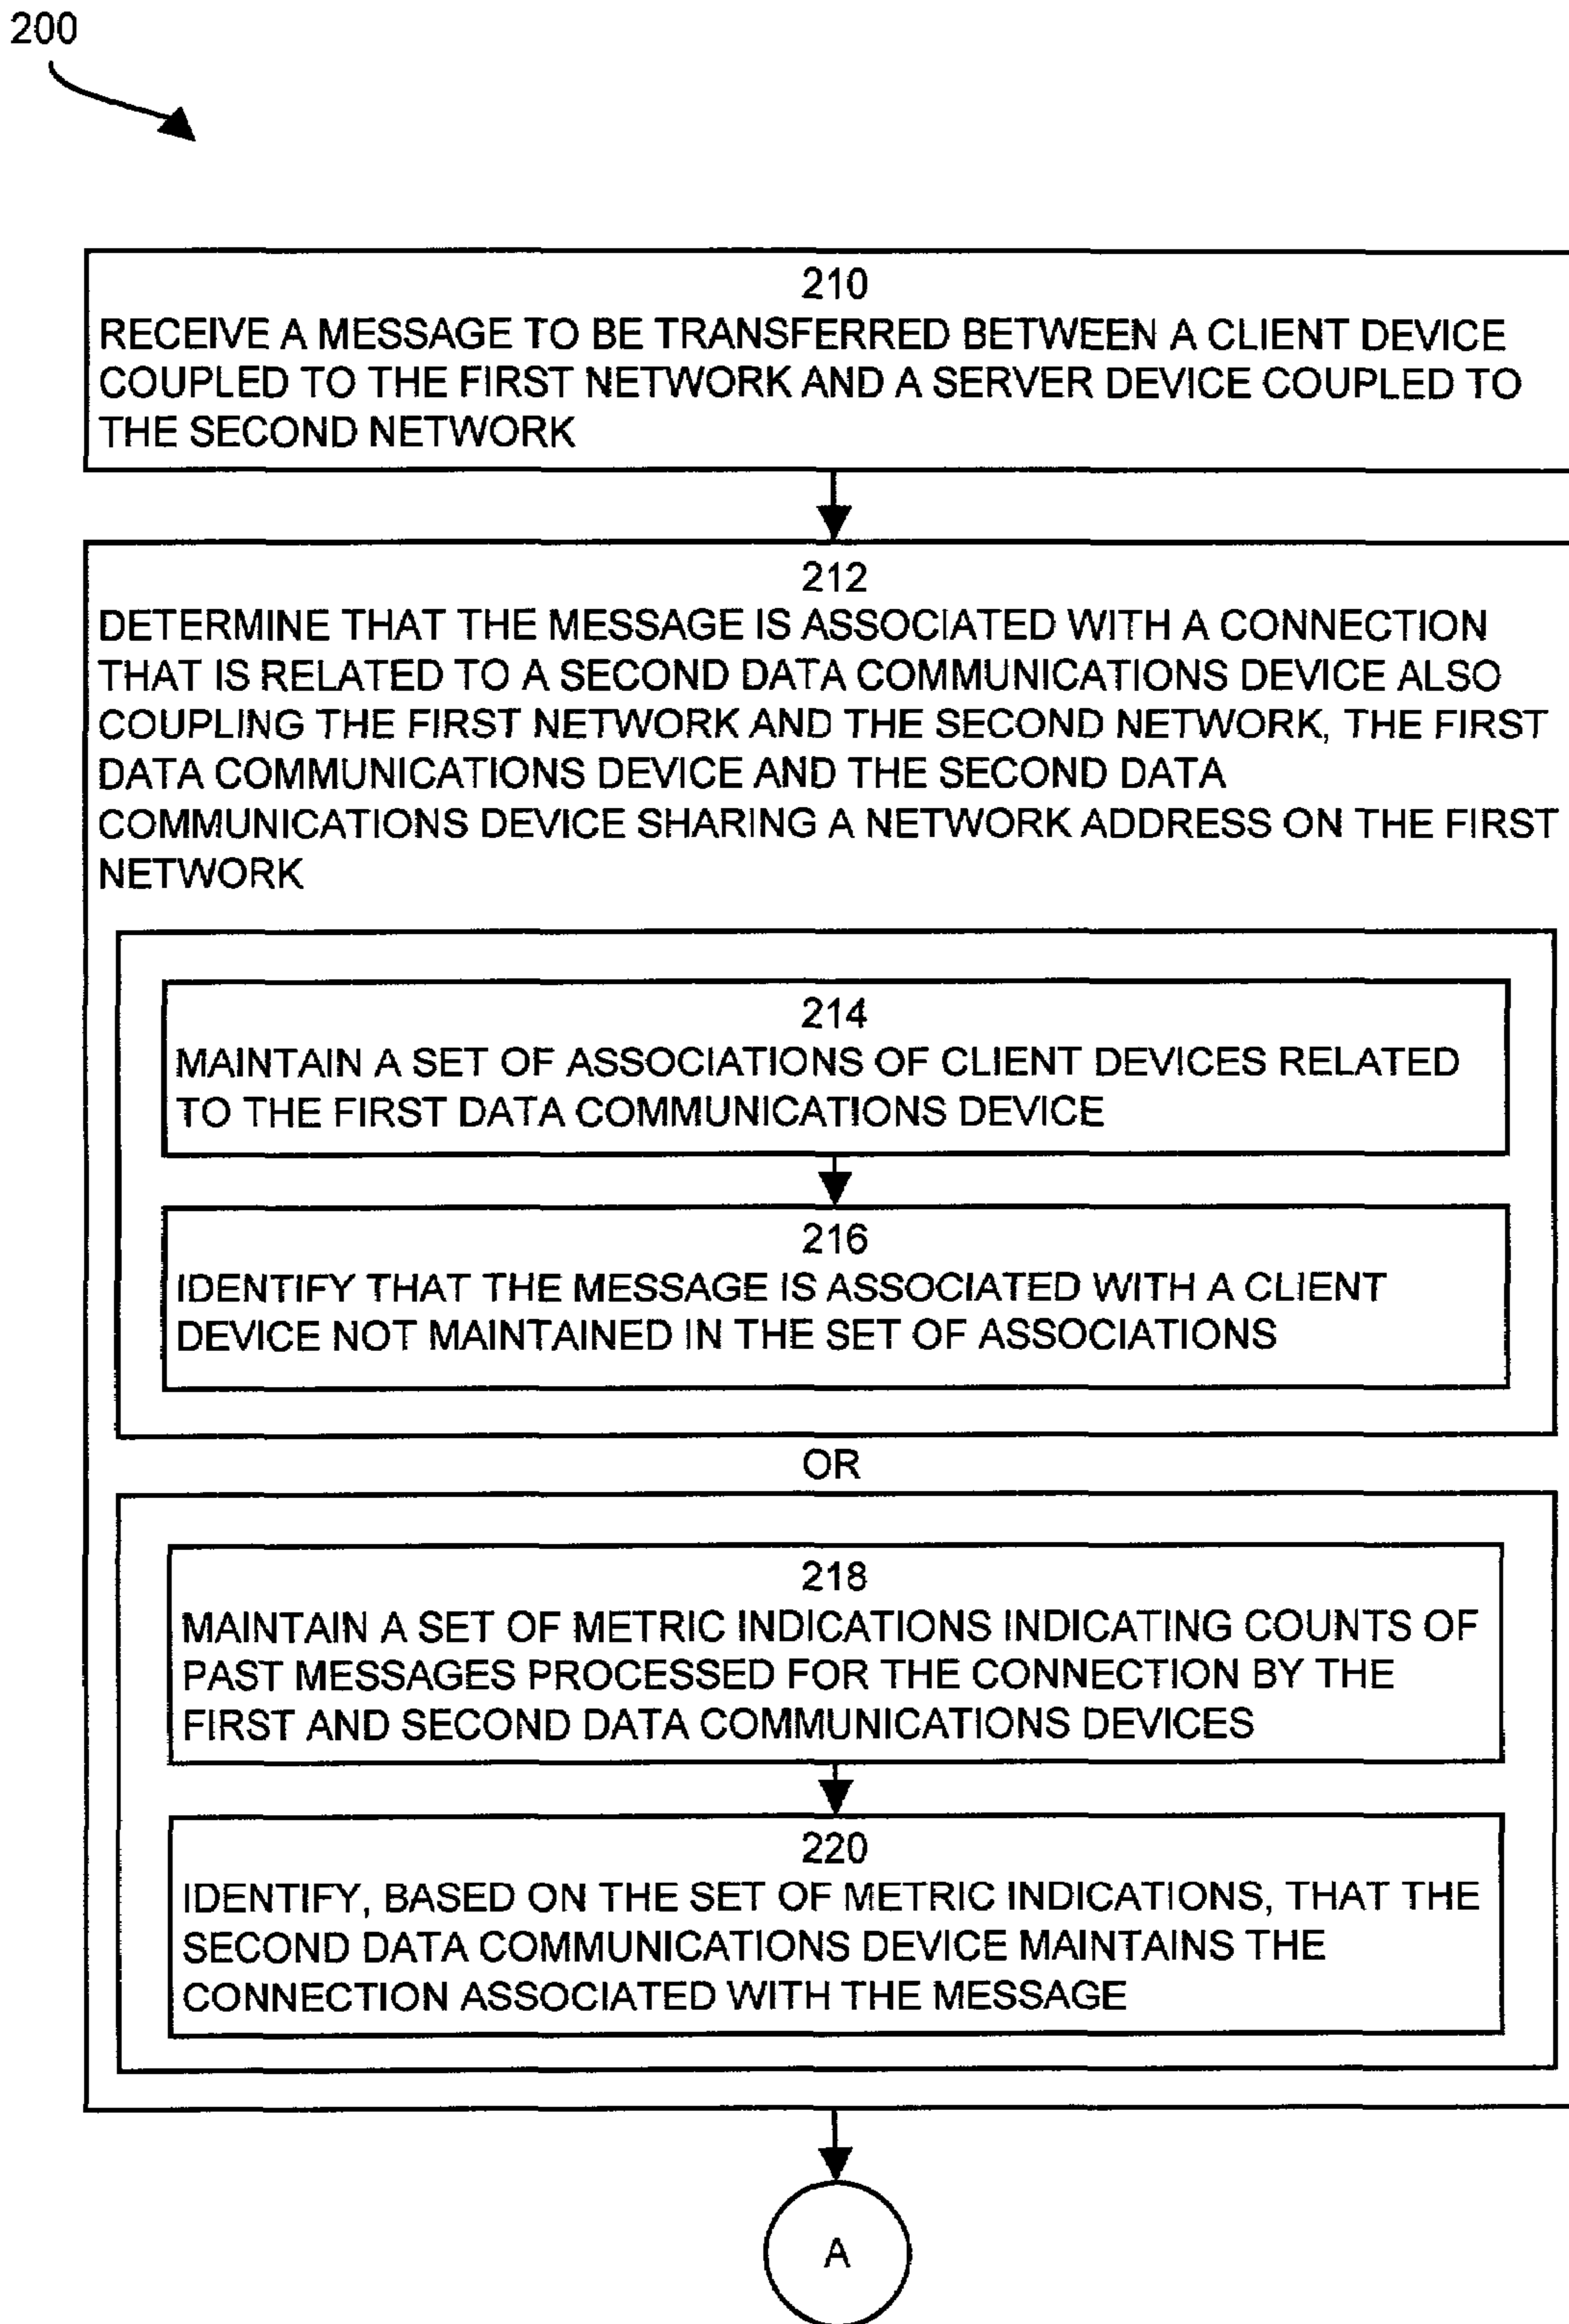 200
210
RECEIVE A MESSAGE TO BE TRANSFERRED BETWEEN A CLIENT DEVICE
COUPLED TO THE FIRST NETWORK AND A SERVER DEVICE COUPLED TO
THE SECOND NETWORK
212
DETERMINE THAT THE MESSAGE IS ASSOCIATED WITH A CONNECTION
THAT IS RELATED TO A SECOND DATA COMMUNICATIONS DEVICE ALSO
COUPLING THE FIRST NETWORK AND THE SECOND NETWORK, THE FIRST
DATA COMMUNICATIONS DEVICE AND THE SECOND DATA
COMMUNICATIONS DEVICE SHARING A NETWORK ADDRESS ON THE FIRST
NETWORK
214
MAINTAIN A SET OF ASSOCIATIONS OF CLIENT DEVICES RELATED
TO THE FIRST DATA COMMUNICATIONS DEVICE
216
IDENTIFY THAT THE MESSAGE IS ASSOCIATED WITH A CLIENT
DEVICE NOT MAINTAINED IN THE SET OF ASSOCIATIONS
OR
218
MAINTAIN A SET OF METRIC INDICATIONS INDICATING COUNTS OF
PAST MESSAGES PROCESSED FOR THE CONNECTION BY THE
FIRST AND SECOND DATA COMMUNICATIONS DEVICES
220
IDENTIFY, BASED ON THE SET OF METRIC INDICATIONS, THAT THE
SECOND DATA COMMUNICATIONS DEVICE MAINTAINS THE
CONNECTION ASSOCIATED WITH THE MESSAGE
A